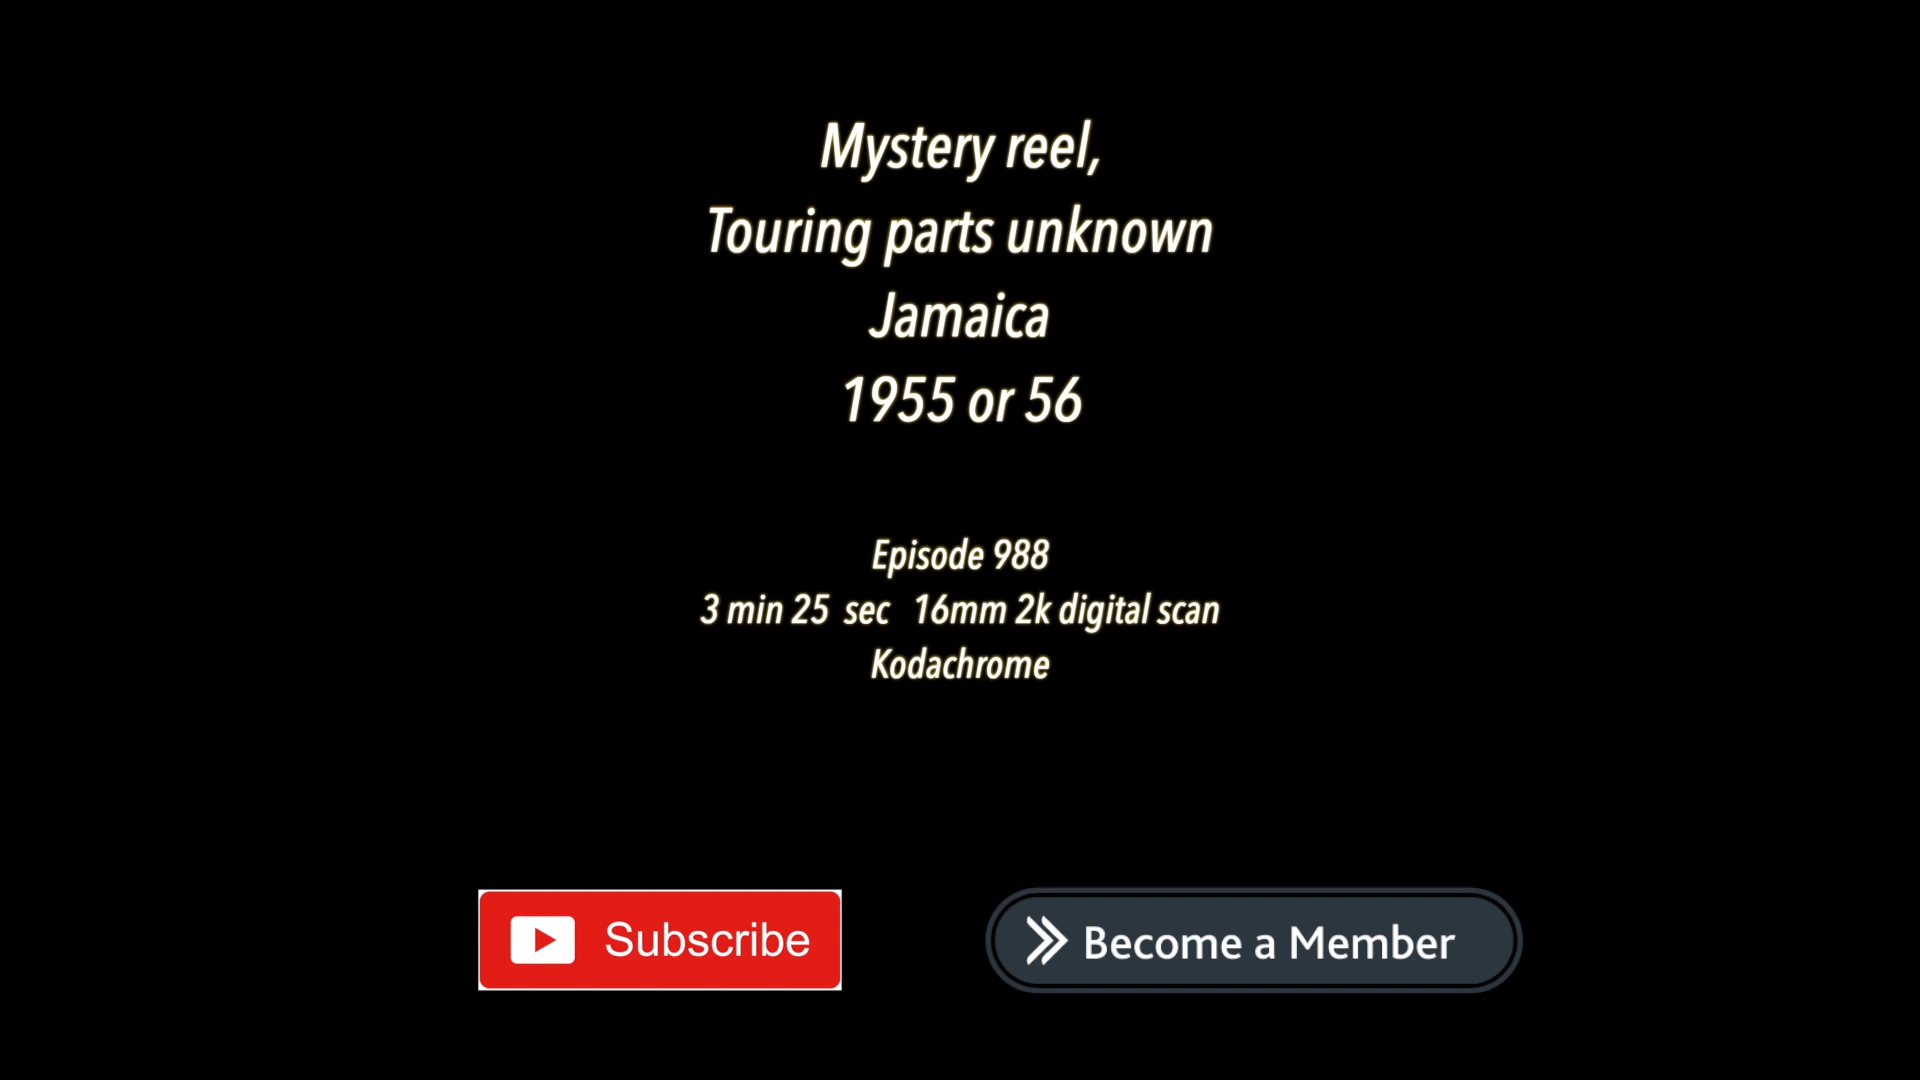 Mystery reel,
Touring parts unknown
Jamaica
1955 or 56
Episode 988
3 min 25 sec 16mm 2k digital scan
Kodachrome
Subscribe
Become a Member